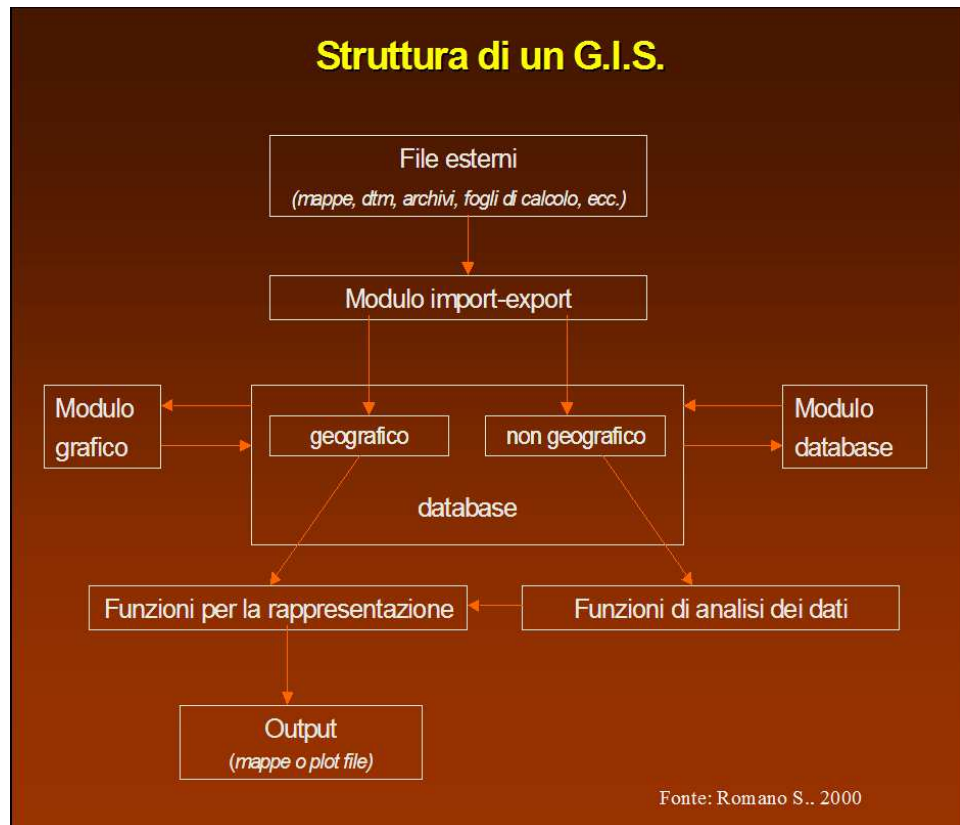 Struttura di un G.I.S.
File esterni
(mappe, dtm, archivi, fogli di calcolo, ecc.)
Modulo import-export
Modulo
grafico
geografico
non geografico
database
Modulo
database
Funzioni per la rappresentazione
Funzioni di analisi dei dati
Output
(mappe o plot file)
Fonte: Romano S.. 2000